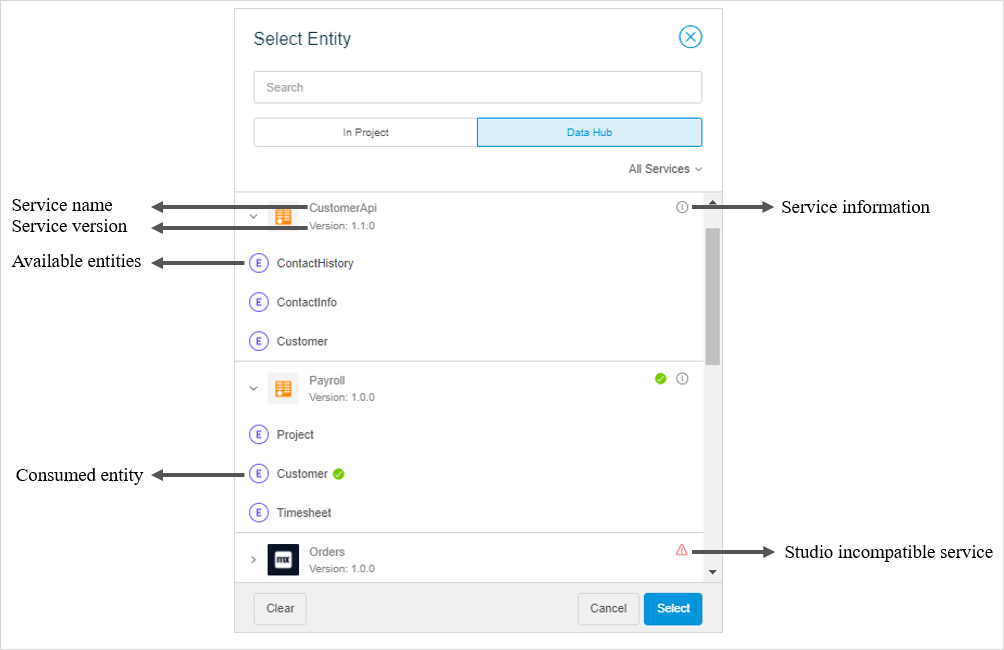 Select Entity
Search
In Project
Data Hub
All Services
Service name
CustomerApi
Service information
Service version
Version: 1.1.0
Available entities
E ContactHistory
E ContactInfo
E Customer
Payroll
Version: 1.0.0
E Project
Consumed entity
E Customer
E Timesheet
mx
Orders
Studio incompatible service
Version: 1.0.0
Clear
Cancel
Select